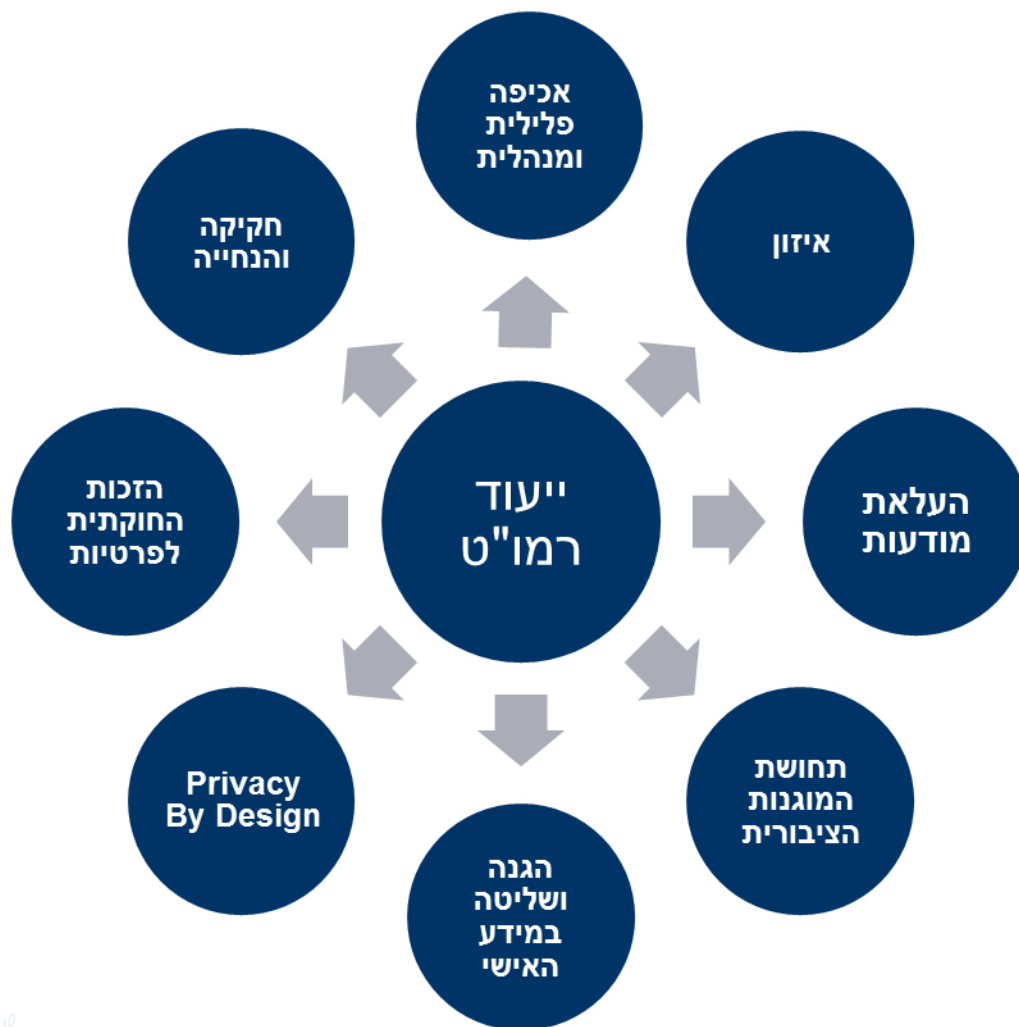 אכיפה
פלילית
ומנהלית
איזון
העלאת
מודעות
תחושת
המוגנות
הציבורית
הגנה
ושליטה
במידע
האישי
Privacy
By Design
הזכות
החוקתית
לפרטיות
חקיקה
והנחייה
ייעוד
רמו"ט